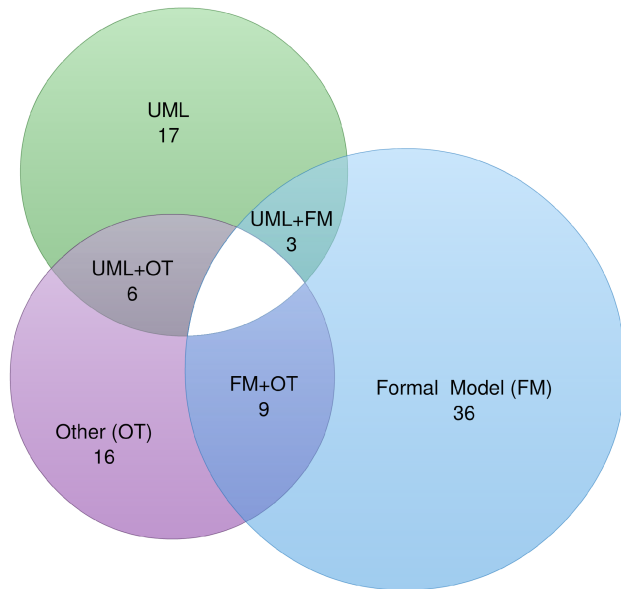 UML
17
UML+FM
3
UML+OT
6
FM+OT
9
Formal Model (FM)
36
Other (OT)
16